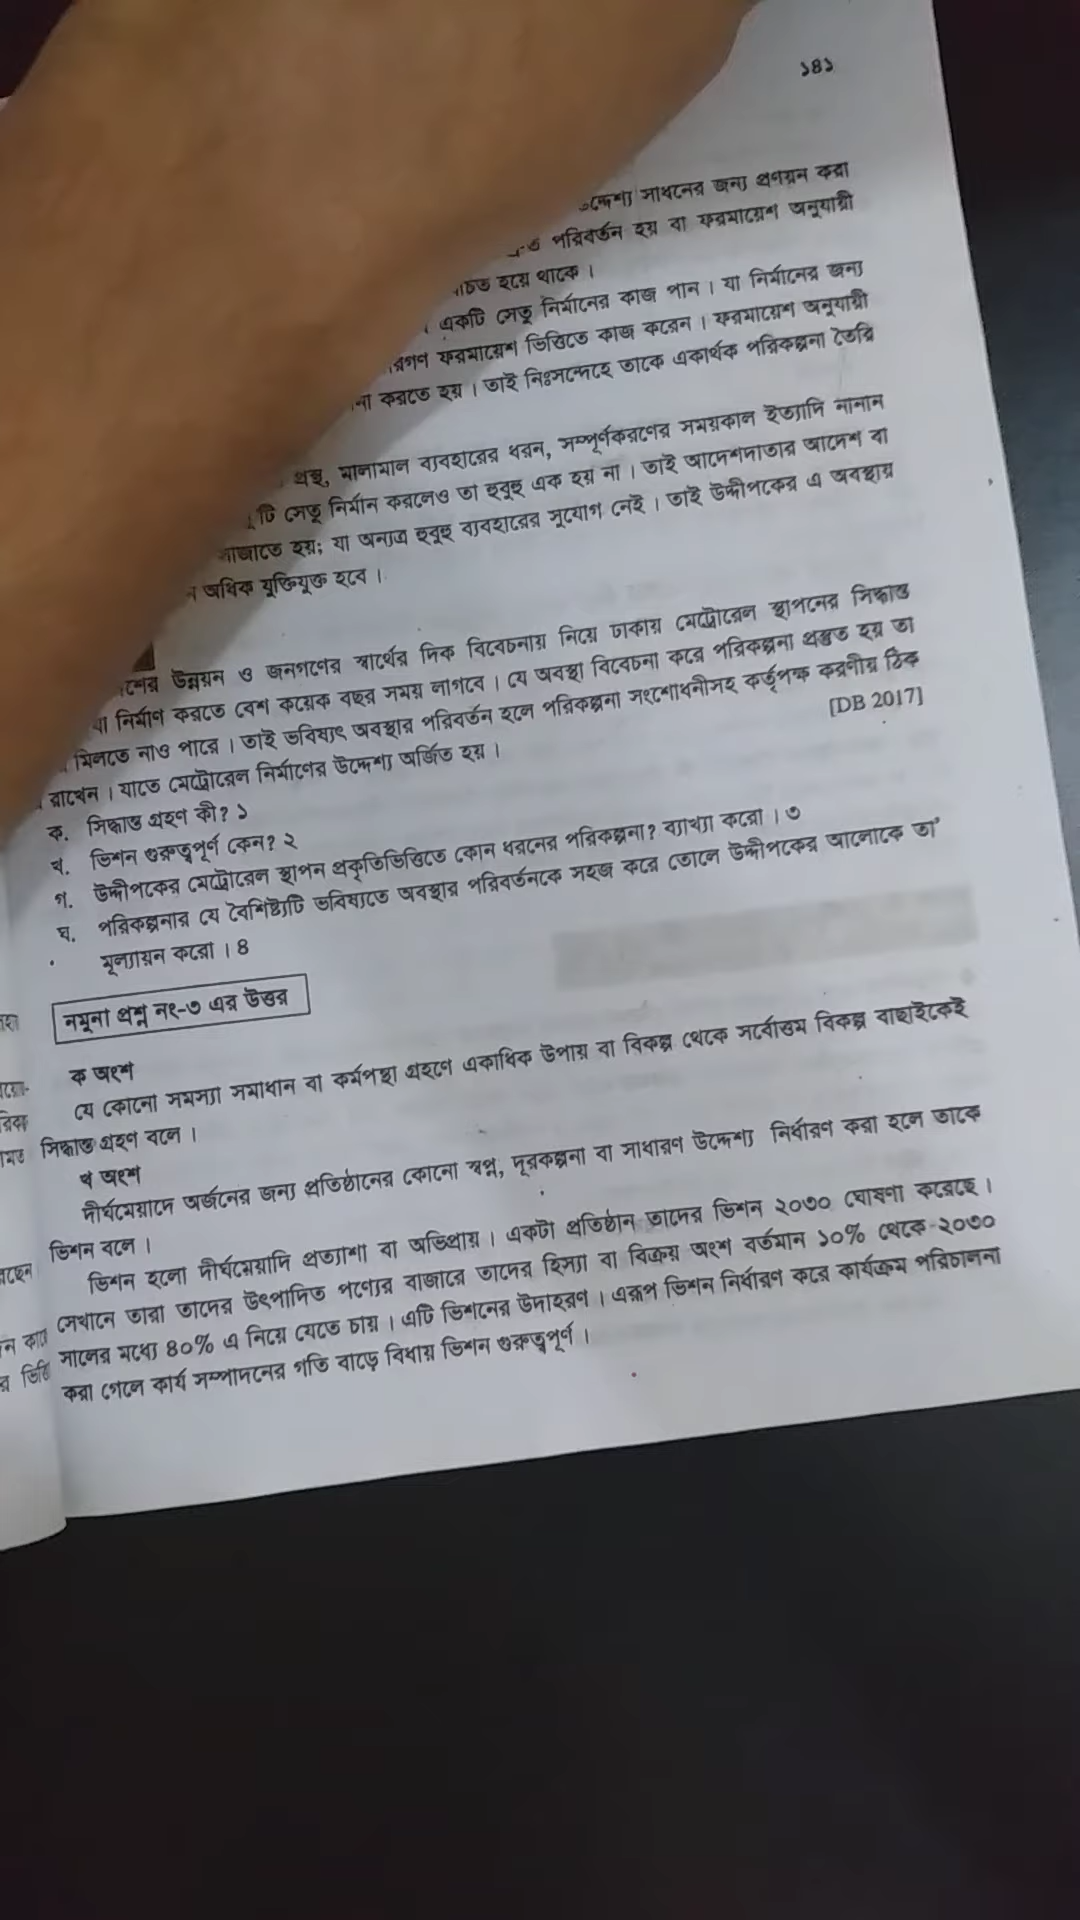 ১৪১
সাধনের জন্য প্রণয়ন করা
পরিবর্তন হয় বা ফরমায়েশ অনুযায়ী
হয়ে থাকে।
একটি সেতু নির্মানের কাজ পান। যা নির্মানের জন্য
ফরমায়েশ ভিত্তিতে কাজ করেন। ফরমায়েশ অনুযায়ী
করতে হয়। তাই নিঃসন্দেহে তাকে একার্থক পরিকল্পনা তৈরি
প্রস্থ, মালামাল ব্যবহারের ধরন, সম্পূর্ণকরণের সময়কাল ইত্যাদি নানান
টি সেতু নির্মান করলেও তা হুবুহু এক হয় না। তাই আদেশদাতার আদেশ বা
সাজাতে হয়; যা অন্যত্র হুবুহু ব্যবহারের সুযোগ নেই। তাই উদ্দীপকের এ অবস্থায়
অধিক যুক্তিযুক্ত হবে।
উন্নয়ন ও জনগণের স্বার্থের দিক বিবেচনায় নিয়ে ঢাকায় মেট্রোরেল স্থাপনের সিদ্ধান্ত
যা নির্মাণ করতে বেশ কয়েক বছর সময় লাগবে। যে অবস্থা বিবেচনা করে পরিকল্পনা প্রস্তুত হয় তা
মিলতে নাও পারে। তাই ভবিষ্যৎ অবস্থার পরিবর্তন হলে পরিকল্পনা সংশোধনীসহ কর্তৃপক্ষ করণীয় ঠিক
রাখেন। যাতে মেট্রোরেল নির্মাণের উদ্দেশ্য অর্জিত হয়। [DB 2017]
ক. সিদ্ধান্ত গ্রহণ কী? ১
খ. ভিশন গুরুত্বপূর্ণ কেন? ২
গ. উদ্দীপকের মেট্রোরেল স্থাপন প্রকৃতিভিত্তিতে কোন ধরনের পরিকল্পনা? ব্যাখ্যা করো। ৩
ঘ. পরিকল্পনার যে বৈশিষ্ট্যটি ভবিষ্যতে অবস্থার পরিবর্তনকে সহজ করে তোলে উদ্দীপকের আলোকে তা'
মূল্যায়ন করো। ৪
নমুনা প্রশ্ন নং-৩ এর উত্তর
ক অংশ
যে কোনো সমস্যা সমাধান বা কর্মপন্থা গ্রহণে একাধিক উপায় বা বিকল্প থেকে সর্বোত্তম বিকল্প বাছাইকেই
সিদ্ধান্ত গ্রহণ বলে।
খ অংশ
দীর্ঘমেয়াদে অর্জনের জন্য প্রতিষ্ঠানের কোনো স্বপ্ন, দূরকল্পনা বা সাধারণ উদ্দেশ্য নির্ধারণ করা হলে তাকে
ভিশন বলে।
ভিশন হলো দীর্ঘমেয়াদি প্রত্যাশা বা অভিপ্রায়। একটা প্রতিষ্ঠান তাদের ভিশন ২০৩০ ঘোষণা করেছে।
সেখানে তারা তাদের উৎপাদিত পণ্যের বাজারে তাদের হিস্যা বা বিক্রয় অংশ বর্তমান ১০% থেকে ২০৩০
সালের মধ্যে ৪০% এ নিয়ে যেতে চায়। এটি ভিশনের উদাহরণ। এরূপ ভিশন নির্ধারণ করে কার্যক্রম পরিচালনা
করা গেলে কার্য সম্পাদনের গতি বাড়ে বিধায় ভিশন গুরুত্বপূর্ণ।